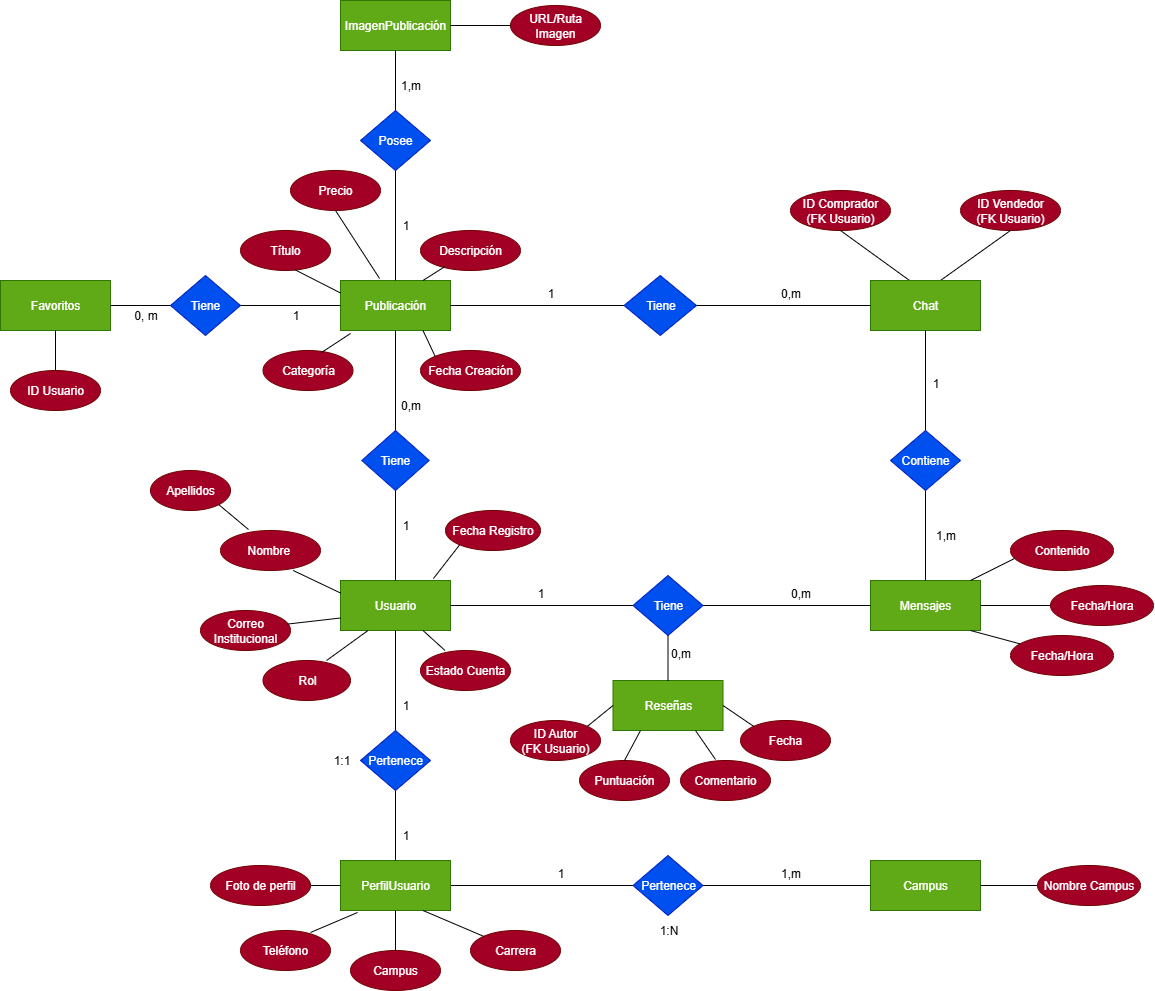 ImagenPublicación
URL/Ruta
Imagen
1,m
Posee
Precio
1
Título
Descripción
ID Comprador
(FK Usuario)
ID Vendedor
(FK Usuario)
Favoritos
0, m
Tiene
1
Publicación
1
Tiene
0,m
Chat
ID Usuario
Categoría
Fecha Creación
1
0,m
Tiene
Contiene
Apellidos
1
Fecha Registro
1,m
Nombre
Contenido
Correo
Institucional
Usuario
1
Tiene
0,m
Mensajes
Fecha/Hora
Fecha/Hora
Rol
Estado Cuenta
0,m
1
Reseñas
ID Autor
(FK Usuario)
Fecha
Puntuación
Comentario
1:1
Pertenece
1
Foto de perfil
PerfilUsuario
1
Pertenece
1,m
Campus
Nombre Campus
1:N
Teléfono
Campus
Carrera